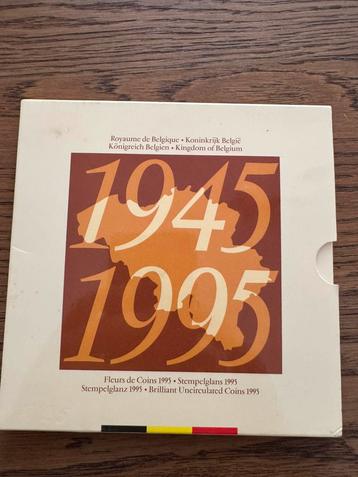 Royaume de Belgique • Koninkrijk België
Königreich Belgien • Kingdom of Belgium
1945
1995
Fleurs de Coins 1995 • Stempelglans 1995
Stempelglanz 1995 • Brilliant Uncirculated Coins 1995